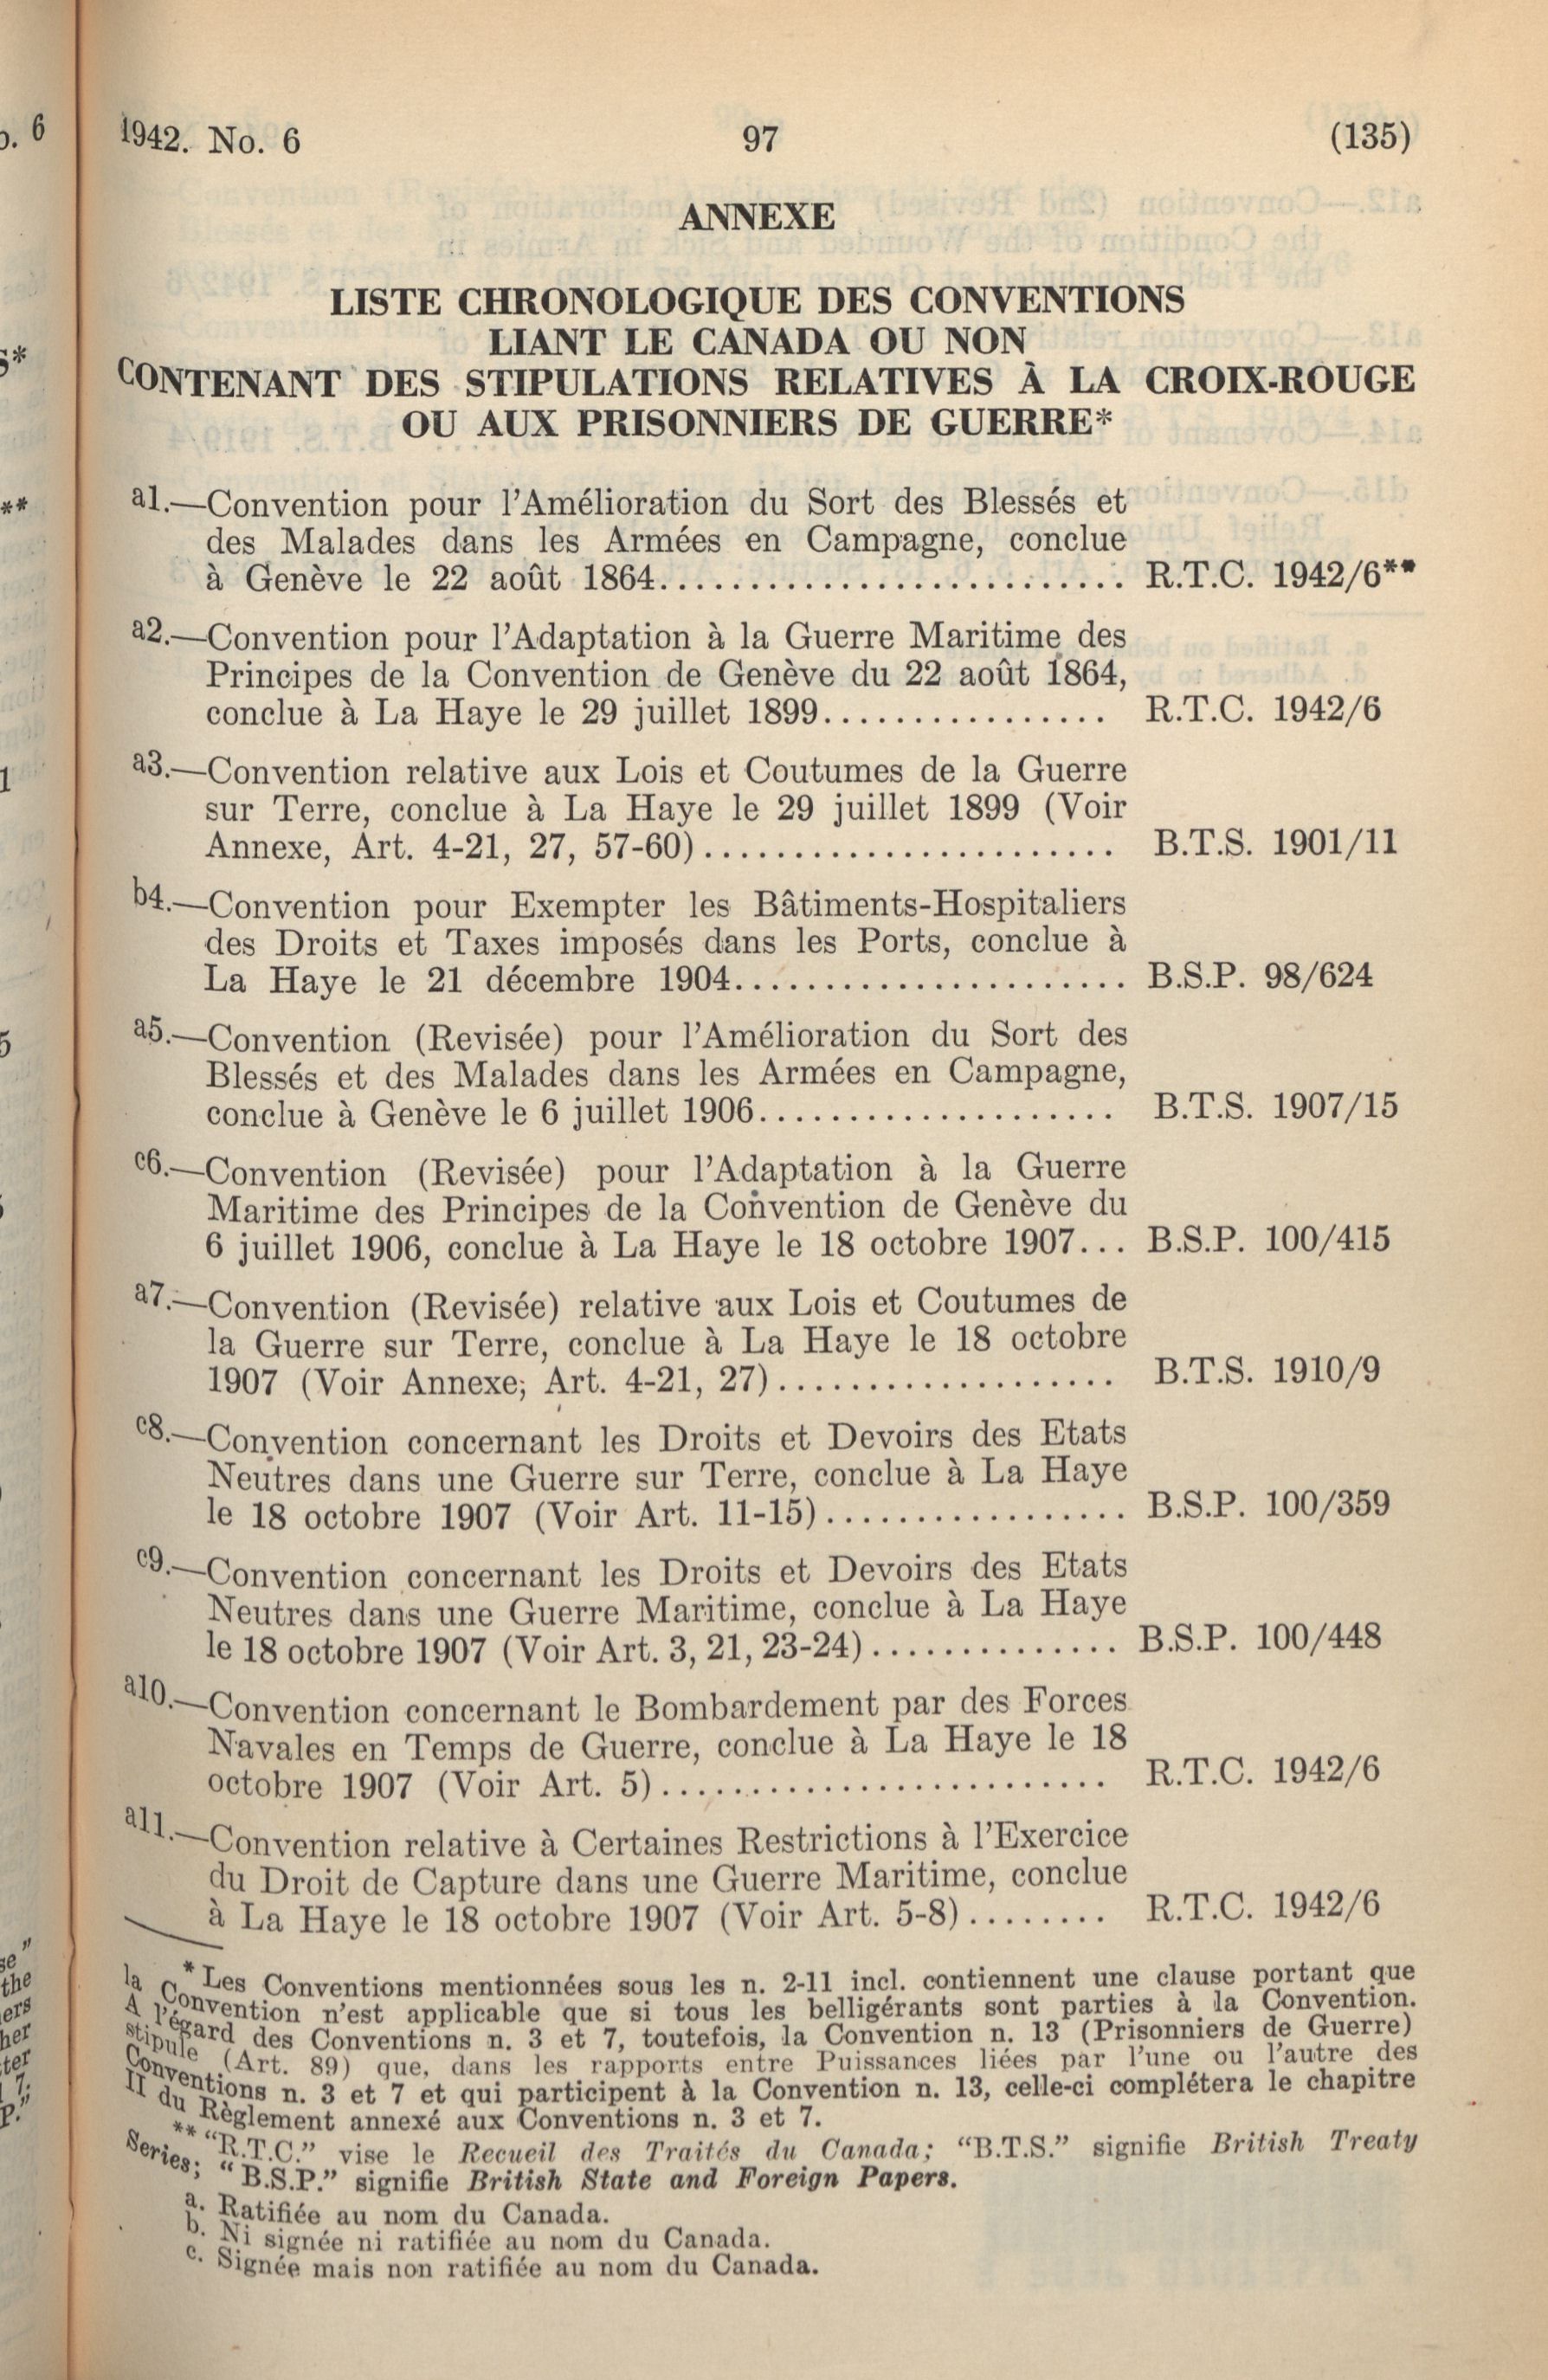 1942. No. 6 97 (135)
ANNEXE
LISTE CHRONOLOGIQUE DES CONVENTIONS
LIANT LE CANADA OU NON
CONTENANT DES STIPULATIONS RELATIVES À LA CROIX-ROUGE
OU AUX PRISONNIERS DE GUERRE*
a1.—Convention pour l'Amélioration du Sort des Blessés et
des Malades dans les Armées en Campagne, conclue
à Genève le 22 août 1864.......................... R.T.C. 1942/6**
a2.—Convention pour l'Adaptation à la Guerre Maritime des
Principes de la Convention de Genève du 22 août 1864,
conclue à La Haye le 29 juillet 1899................ R.T.C. 1942/6
a3.—Convention relative aux Lois et Coutumes de la Guerre
sur Terre, conclue à La Haye le 29 juillet 1899 (Voir
Annexe, Art. 4-21, 27, 57-60)....................... B.T.S. 1901/11
b4.—Convention pour Exempter les Bâtiments-Hospitaliers
des Droits et Taxes imposés dans les Ports, conclue à
La Haye le 21 décembre 1904...................... B.S.P. 98/624
a5.—Convention (Revisée) pour l'Amélioration du Sort des
Blessés et des Malades dans les Armées en Campagne,
conclue à Genève le 6 juillet 1906.................... B.T.S. 1907/15
c6.—Convention (Revisée) pour l'Adaptation à la Guerre
Maritime des Principes de la Convention de Genève du
6 juillet 1906, conclue à La Haye le 18 octobre 1907... B.S.P. 100/415
a7.—Convention (Revisée) relative aux Lois et Coutumes de
la Guerre sur Terre, conclue à La Haye le 18 octobre
1907 (Voir Annexe; Art. 4-21, 27)................... B.T.S. 1910/9
c8.—Convention concernant les Droits et Devoirs des Etats
Neutres dans une Guerre sur Terre, conclue à La Haye
le 18 octobre 1907 (Voir Art. 11-15)................. B.S.P. 100/359
c9.—Convention concernant les Droits et Devoirs des Etats
Neutres dans une Guerre Maritime, conclue à La Haye
le 18 octobre 1907 (Voir Art. 3, 21, 23-24).............. B.S.P. 100/448
a10.—Convention concernant le Bombardement par des Forces
Navales en Temps de Guerre, conclue à La Haye le 18
octobre 1907 (Voir Art. 5)......................... R.T.C. 1942/6
a11.—Convention relative à Certaines Restrictions à l'Exercice
du Droit de Capture dans une Guerre Maritime, conclue
à La Haye le 18 octobre 1907 (Voir Art. 5-8)........ R.T.C. 1942/6
* Les Conventions mentionnées sous les n. 2-11 incl. contiennent une clause portant que
la Convention n'est applicable que si tous les belligérants sont parties à la Convention.
A l'égard des Conventions n. 3 et 7, toutefois, la Convention n. 13 (Prisonniers de Guerre)
stipule (Art. 89) que, dans les rapports entre Puissances liées par l'une ou l'autre des
Conventions n. 3 et 7 et qui participent à la Convention n. 13, celle-ci complétera le chapitre
II du Règlement annexé aux Conventions n. 3 et 7.
** "R.T.C." vise le Recueil des Traités du Canada; "B.T.S." signifie British Treaty
Series; "B.S.P." signifie British State and Foreign Papers.
a. Ratifiée au nom du Canada.
b. Ni signée ni ratifiée au nom du Canada.
c. Signée mais non ratifiée au nom du Canada.